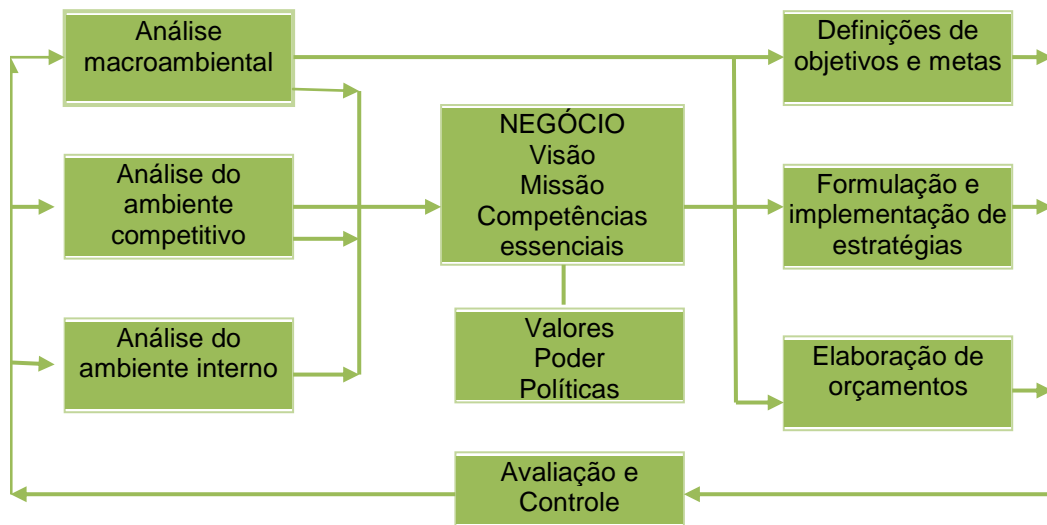 Análise
macroambiental
Definições de
objetivos e metas
NEGÓCIO
Visão
Missão
Competências
essenciais
Análise do
ambiente
competitivo
Formulação e
implementação de
estratégias
Análise do
ambiente interno
Valores
Poder
Políticas
Elaboração de
orçamentos
Avaliação e
Controle